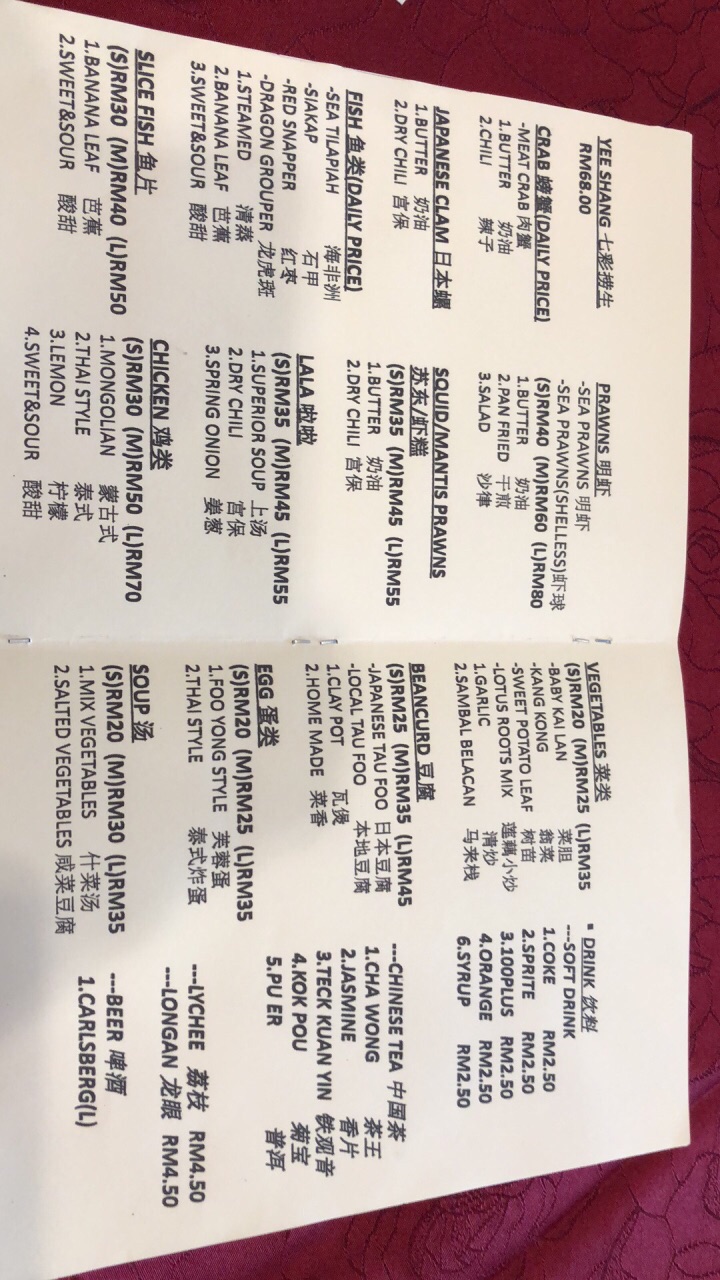 YEE SHANG 七彩捞生
RM68.00
CRAB 螃蟹(DAILY PRICE)
-MEAT CRAB 肉蟹
1.BUTTER 奶油
2.CHILI 辣子
JAPANESE CLAM 日本螺
1.BUTTER 奶油
2.DRY CHILI 宫保
FISH 鱼类(DAILY PRICE)
-SEA TILAPIAH 海非洲
-SIAKAP 石甲
-RED SNAPPER 红枣
-DRAGON GROUPER 龙虎斑
1.STEAMED 清蒸
2.BANANA LEAF 芭蕉
3.SWEET&SOUR 酸甜
SLICE FISH 鱼片
(S)RM30 (M)RM40 (L)RM50
1.BANANA LEAF 芭蕉
2.SWEET&SOUR 酸甜
PRAWNS 明虾
-SEA PRAWNS 明虾
-SEA PRAWNS(SHELLESS)虾球
(S)RM40 (M)RM60 (L)RM80
1.BUTTER 奶油
2.PAN FRIED 干煎
3.SALAD 沙律
SQUID/MANTIS PRAWNS
苏东/虾糕
(S)RM35 (M)RM45 (L)RM55
1.BUTTER 奶油
2.DRY CHILI 宫保
LALA 啦啦
(S)RM35 (M)RM45 (L)RM55
1.SUPERIOR SOUP 上汤
2.DRY CHILI 宫保
3.SPRING ONION 姜葱
CHICKEN 鸡类
(S)RM30 (M)RM50 (L)RM70
1.MONGOLIAN 蒙古式
2.THAI STYLE 泰式
3.LEMON 柠檬
4.SWEET&SOUR 酸甜
VEGETABLES 菜类
(S)RM20 (M)RM25 (L)RM35
-BABY KAI LAN 菜胆
-KANG KONG 蓊菜
-SWEET POTATO LEAF 树苗
-LOTUS ROOTS MIX 莲藕小炒
1.GARLIC 清炒
2.SAMBAL BELACAN 马来栈
BEANCURD 豆腐
(S)RM25 (M)RM35 (L)RM45
-JAPANESE TAU FOO 日本豆腐
-LOCAL TAU FOO 本地豆腐
1.CLAY POT 瓦煲
2.HOME MADE 菜香
EGG 蛋类
(S)RM20 (M)RM25 (L)RM35
1.FOO YONG STYLE 芙蓉蛋
2.THAI STYLE 泰式炸蛋
SOUP 汤
(S)RM20 (M)RM30 (L)RM35
1.MIX VEGETABLES 什菜汤
2.SALTED VEGETABLES 咸菜豆腐
▪ DRINK 饮料
---SOFT DRINK
1.COKE RM2.50
2.SPRITE RM2.50
3.100PLUS RM2.50
4.ORANGE RM2.50
6.SYRUP RM2.50
---CHINESE TEA 中国茶
1.CHA WONG 茶王
2.JASMINE 香片
3.TECK KUAN YIN 铁观音
4.KOK POU 菊宝
5.PU ER 普洱
---LYCHEE 荔枝 RM4.50
---LONGAN 龙眼 RM4.50
---BEER 啤酒
1.CARLSBERG(L)